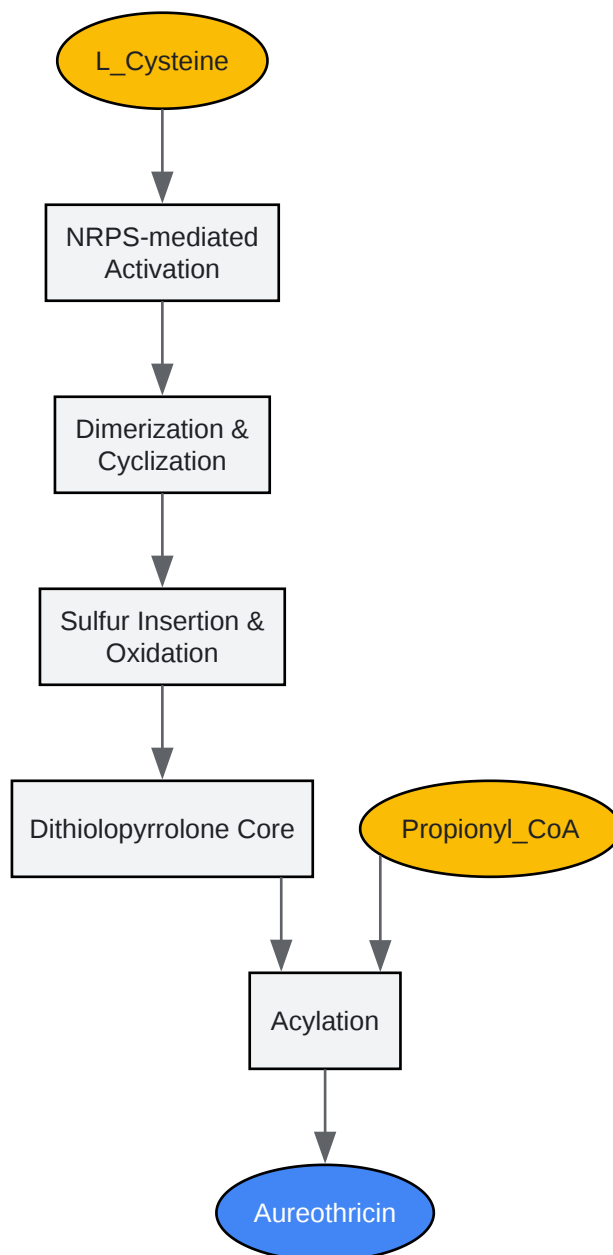 L_Cysteine
NRPS-mediated
Activation
Dimerization &
Cyclization
Sulfur Insertion &
Oxidation
Dithiolopyrrolone Core
Propionyl_CoA
Acylation
Aureothricin